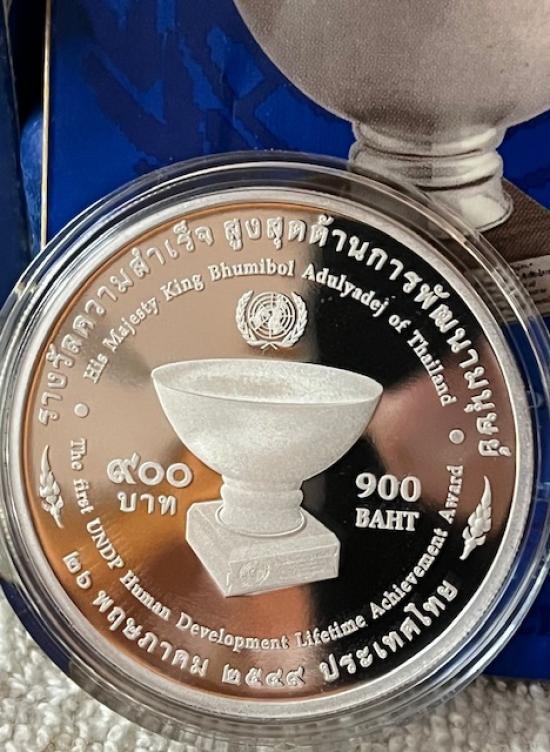 รางวัลความสำเร็จ สูงสุดด้านการพัฒนามนุษย์
His Majesty King Bhumibol Adulyadej of Thailand
๙๐๐
บาท
900
BAHT
The first UNDP Human Development Lifetime Achievement Award
๒๖ พฤษภาคม ๒๕๔๙ ประเทศไทย